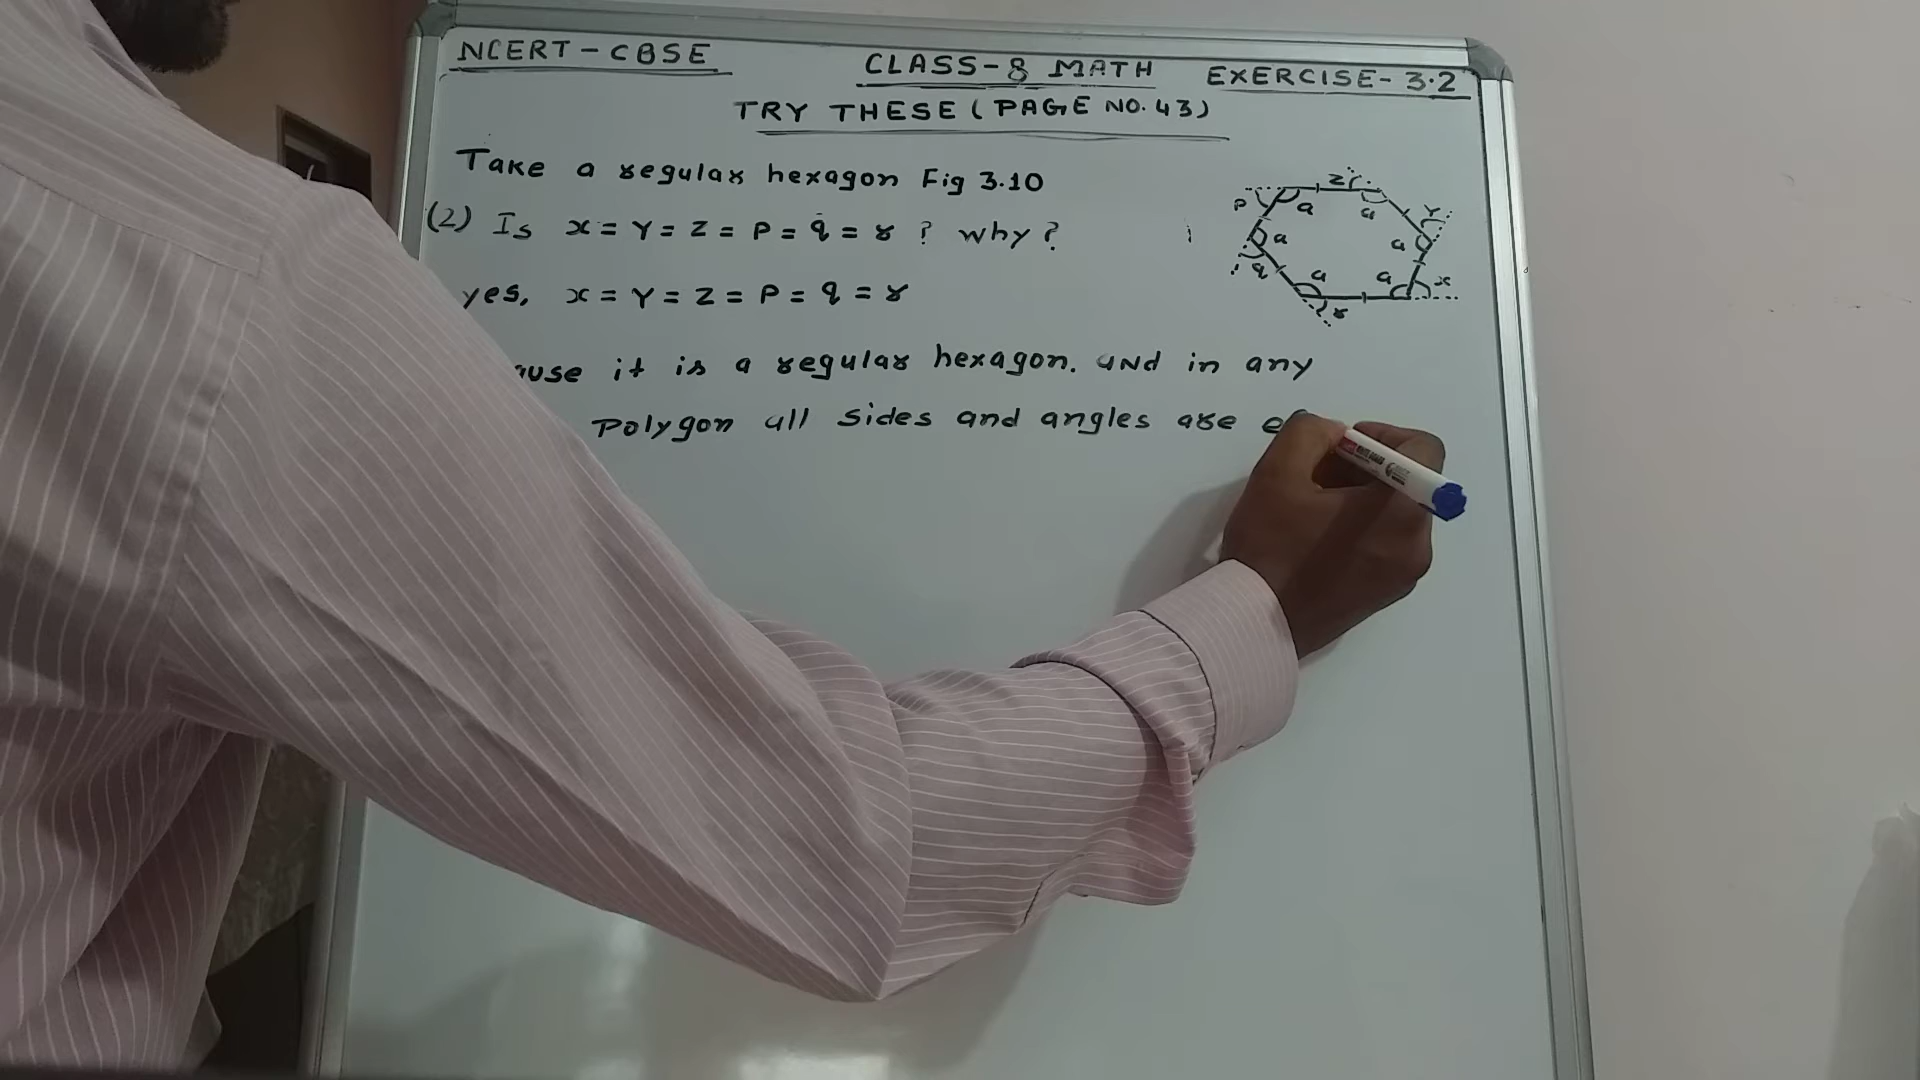 NCERT - CBSE
CLASS-8 MATH
EXERCISE- 3.2
TRY THESE (PAGE NO. 43)
Take a regular hexagon Fig 3.10
(2) Is x = Y = Z = P = q = r ? why?
yes, x = Y = Z = P = q = r
it is a regular hexagon. and in any
Polygon all sides and angles are
Z
P a a Y
a a
q a a x
r